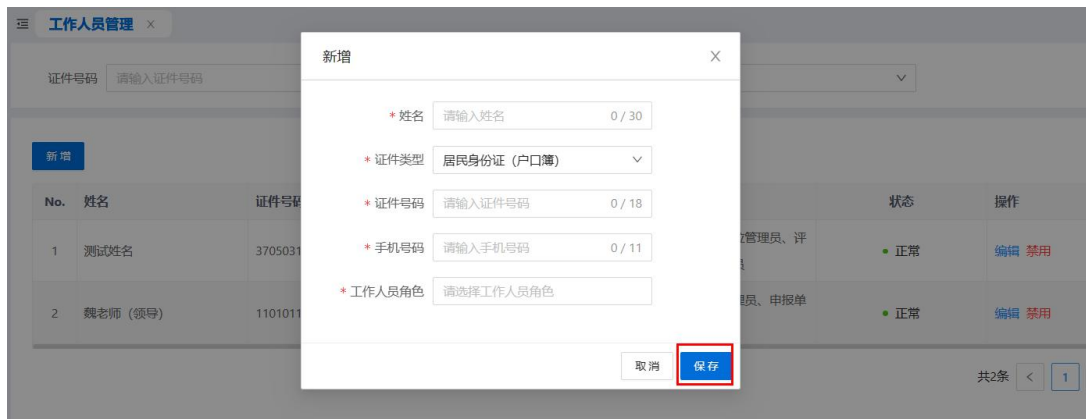 工作人员管理 ×
新增 ×
证件号码 请输入证件号码
* 姓名 请输入姓名 0 / 30
新增
* 证件类型 居民身份证（户口簿）
No. 姓名 证件号码 状态 操作
* 证件号码 请输入证件号码 0 / 18
1 测试姓名 3705031 管理员、评 正常 编辑 禁用
* 手机号码 请输入手机号码 0 / 11
* 工作人员角色 请选择工作人员角色
2 魏老师（领导） 1101011 理员、申报单 正常 编辑 禁用
取消 保存
共2条 < 1